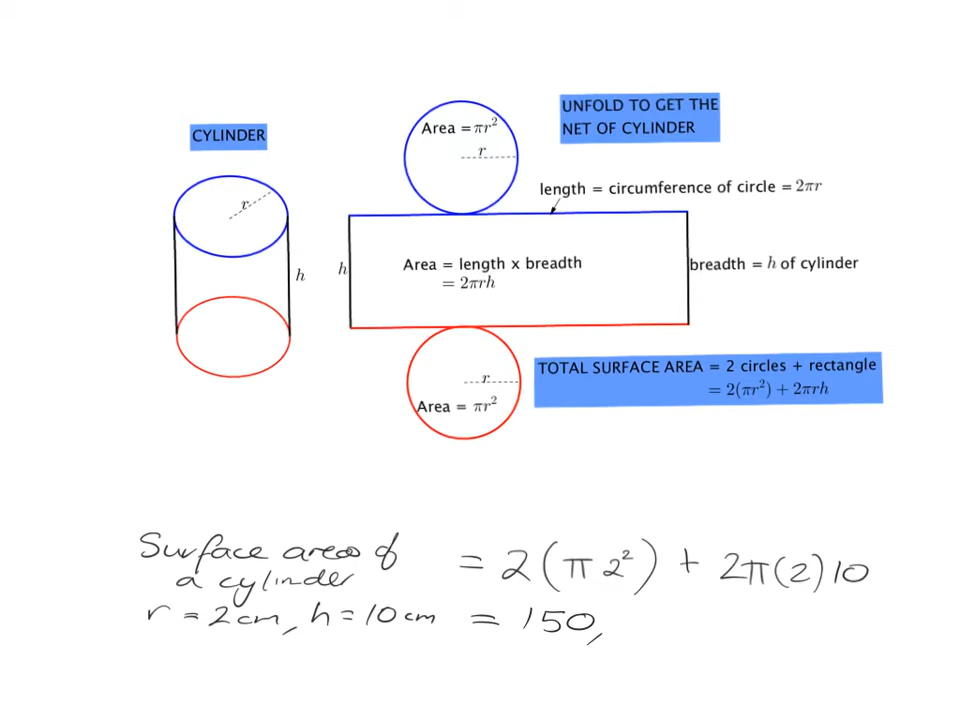 CYLINDER
r
h
Area = πr²
r
UNFOLD TO GET THE
NET OF CYLINDER
length = circumference of circle = 2πr
h
Area = length x breadth
= 2πrh
breadth = h of cylinder
r
Area = πr²
TOTAL SURFACE AREA = 2 circles + rectangle
= 2(πr²) + 2πrh
Surface area of
a cylinder
r = 2cm, h = 10cm
= 2(π2²) + 2π(2)10
= 150,